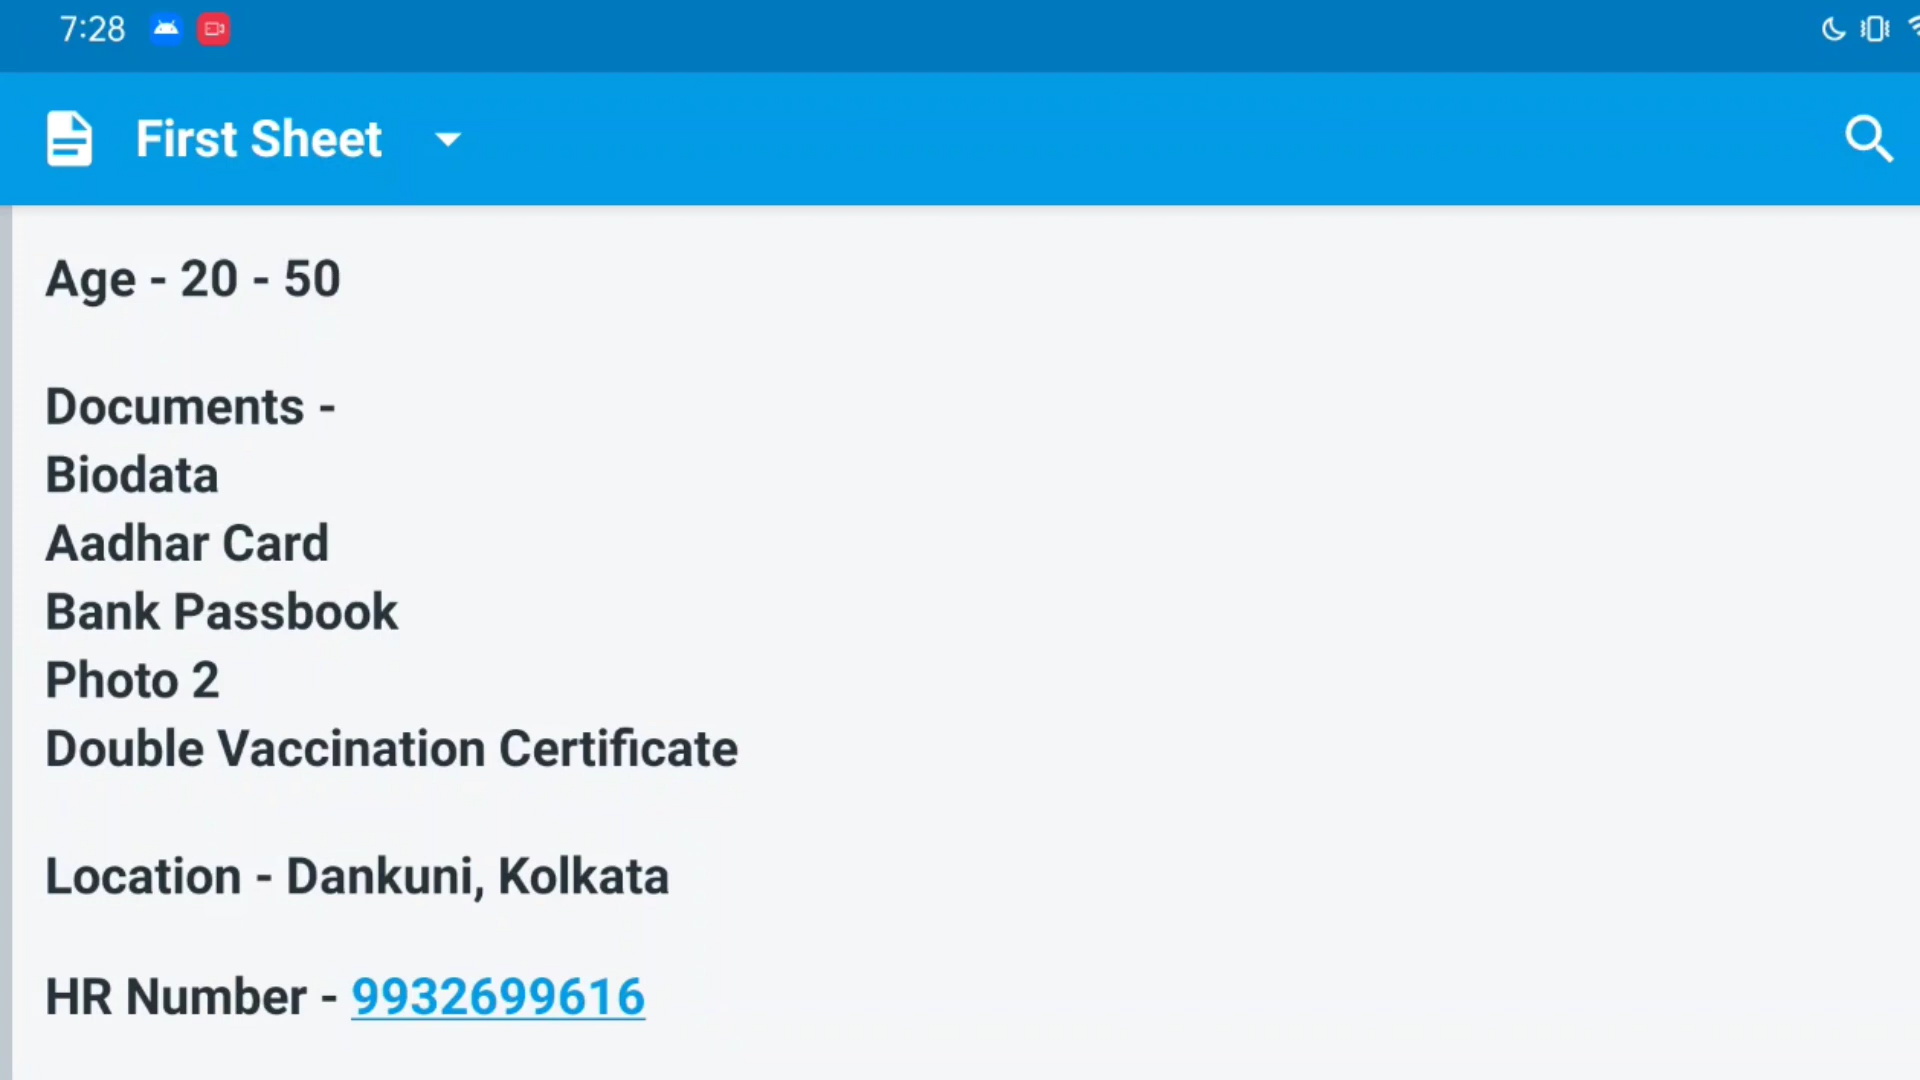 7:28
First Sheet
Age - 20 - 50
Documents -
Biodata
Aadhar Card
Bank Passbook
Photo 2
Double Vaccination Certificate
Location - Dankuni, Kolkata
HR Number - 9932699616